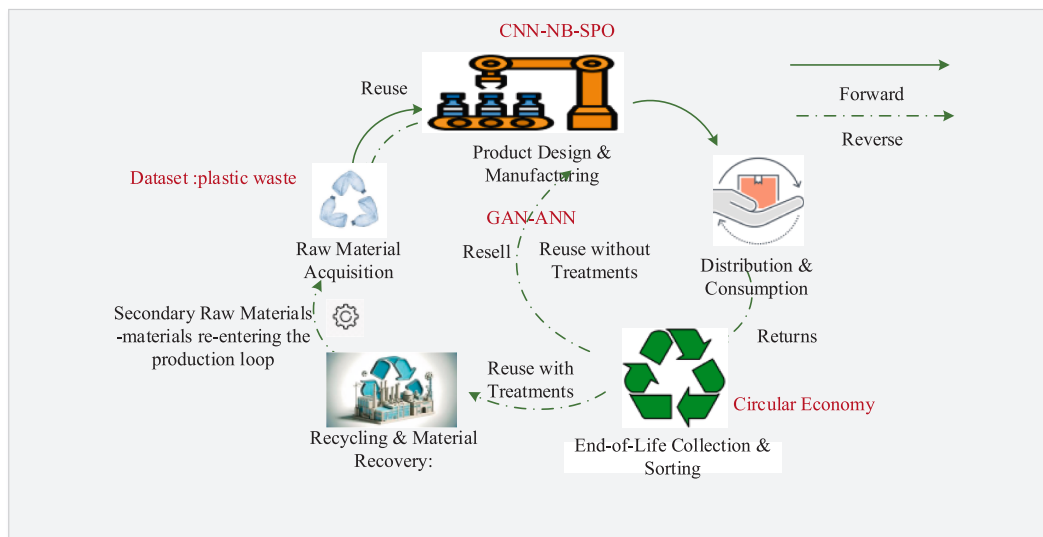 CNN-NB-SPO
Reuse
Forward
Reverse
Product Design &
Manufacturing
Dataset :plastic waste
GAN-ANN
Resell
Reuse without
Treatments
Raw Material
Acquisition
Distribution &
Consumption
Secondary Raw Materials
-materials re-entering the
production loop
Returns
Reuse with
Treatments
Circular Economy
Recycling & Material
Recovery:
End-of-Life Collection &
Sorting